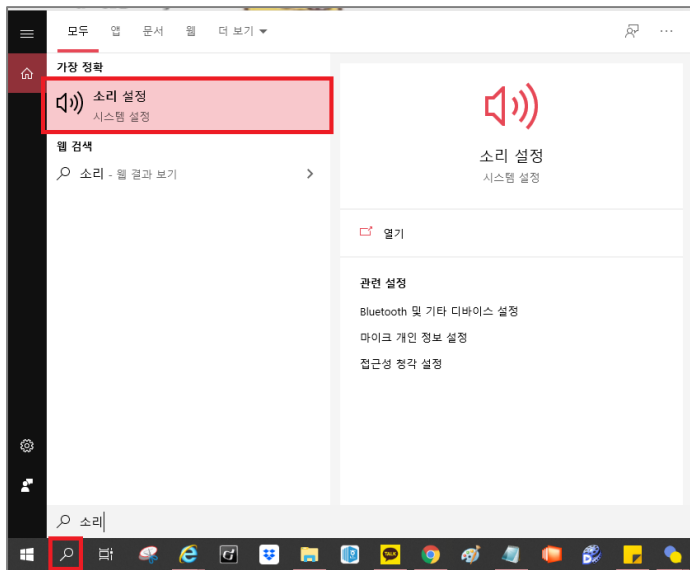 모두 앱 문서 웹 더 보기
가장 정확
소리 설정
시스템 설정
웹 검색
소리 - 웹 결과 보기
소리 설정
시스템 설정
열기
관련 설정
Bluetooth 및 기타 디바이스 설정
마이크 개인 정보 설정
접근성 청각 설정
소리
TALK